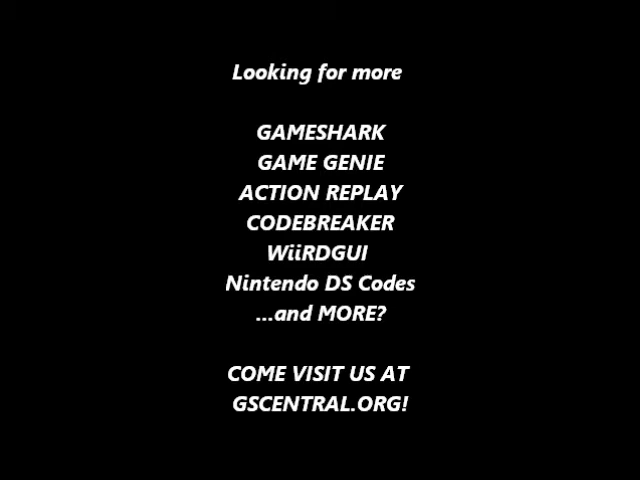 Looking for more
GAMESHARK
GAME GENIE
ACTION REPLAY
CODEBREAKER
WiiRDGUI
Nintendo DS Codes
...and MORE?
COME VISIT US AT
GSCENTRAL.ORG!